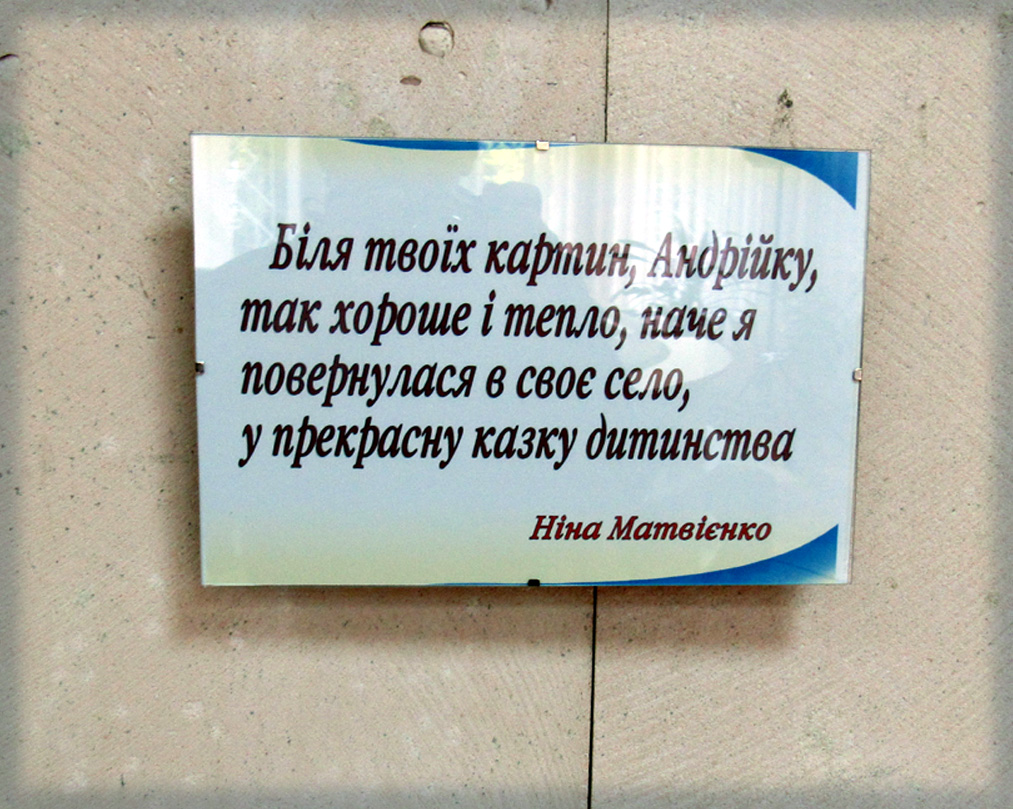 Біля твоїх картин, Андрійку,
так хороше і тепло, наче я
повернулася в своє село,
у прекрасну казку дитинства
Ніна Матвієнко